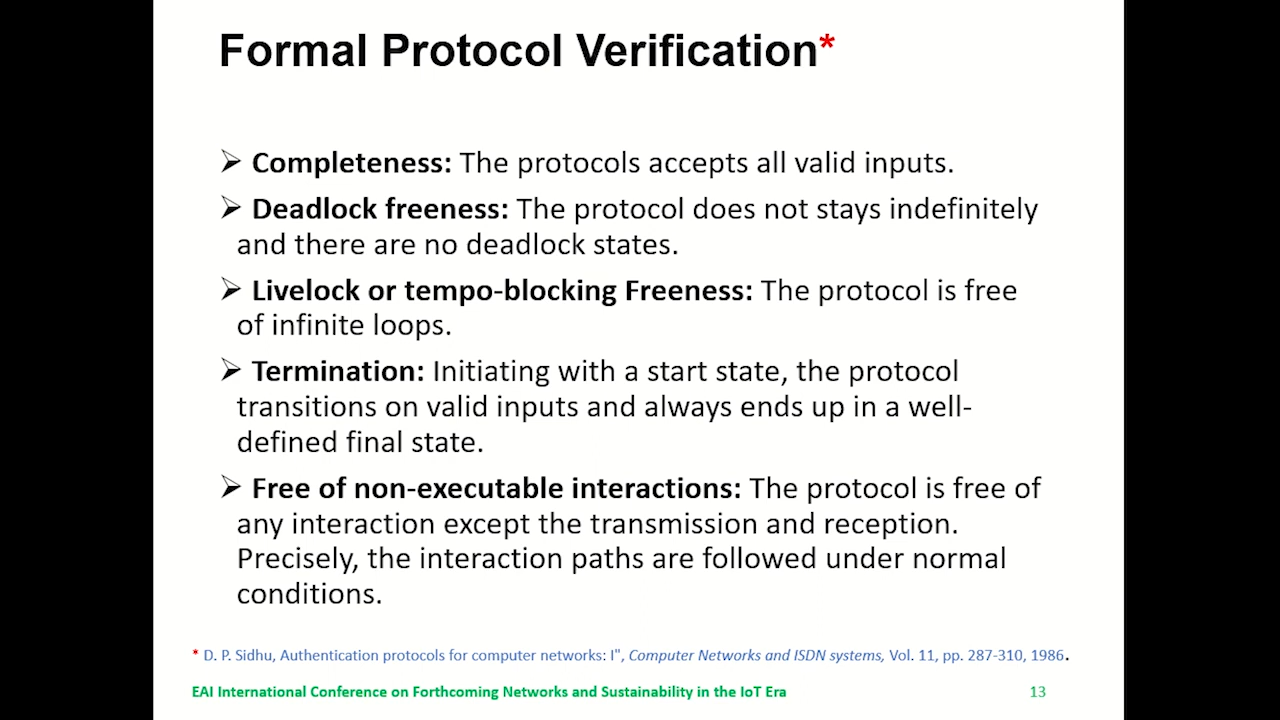 Formal Protocol Verification*
➢ Completeness: The protocols accepts all valid inputs.
➢ Deadlock freeness: The protocol does not stays indefinitely
and there are no deadlock states.
➢ Livelock or tempo-blocking Freeness: The protocol is free
of infinite loops.
➢ Termination: Initiating with a start state, the protocol
transitions on valid inputs and always ends up in a well-
defined final state.
➢ Free of non-executable interactions: The protocol is free of
any interaction except the transmission and reception.
Precisely, the interaction paths are followed under normal
conditions.
* D. P. Sidhu, Authentication protocols for computer networks: I", Computer Networks and ISDN systems, Vol. 11, pp. 287-310, 1986.
EAI International Conference on Forthcoming Networks and Sustainability in the IoT Era 13